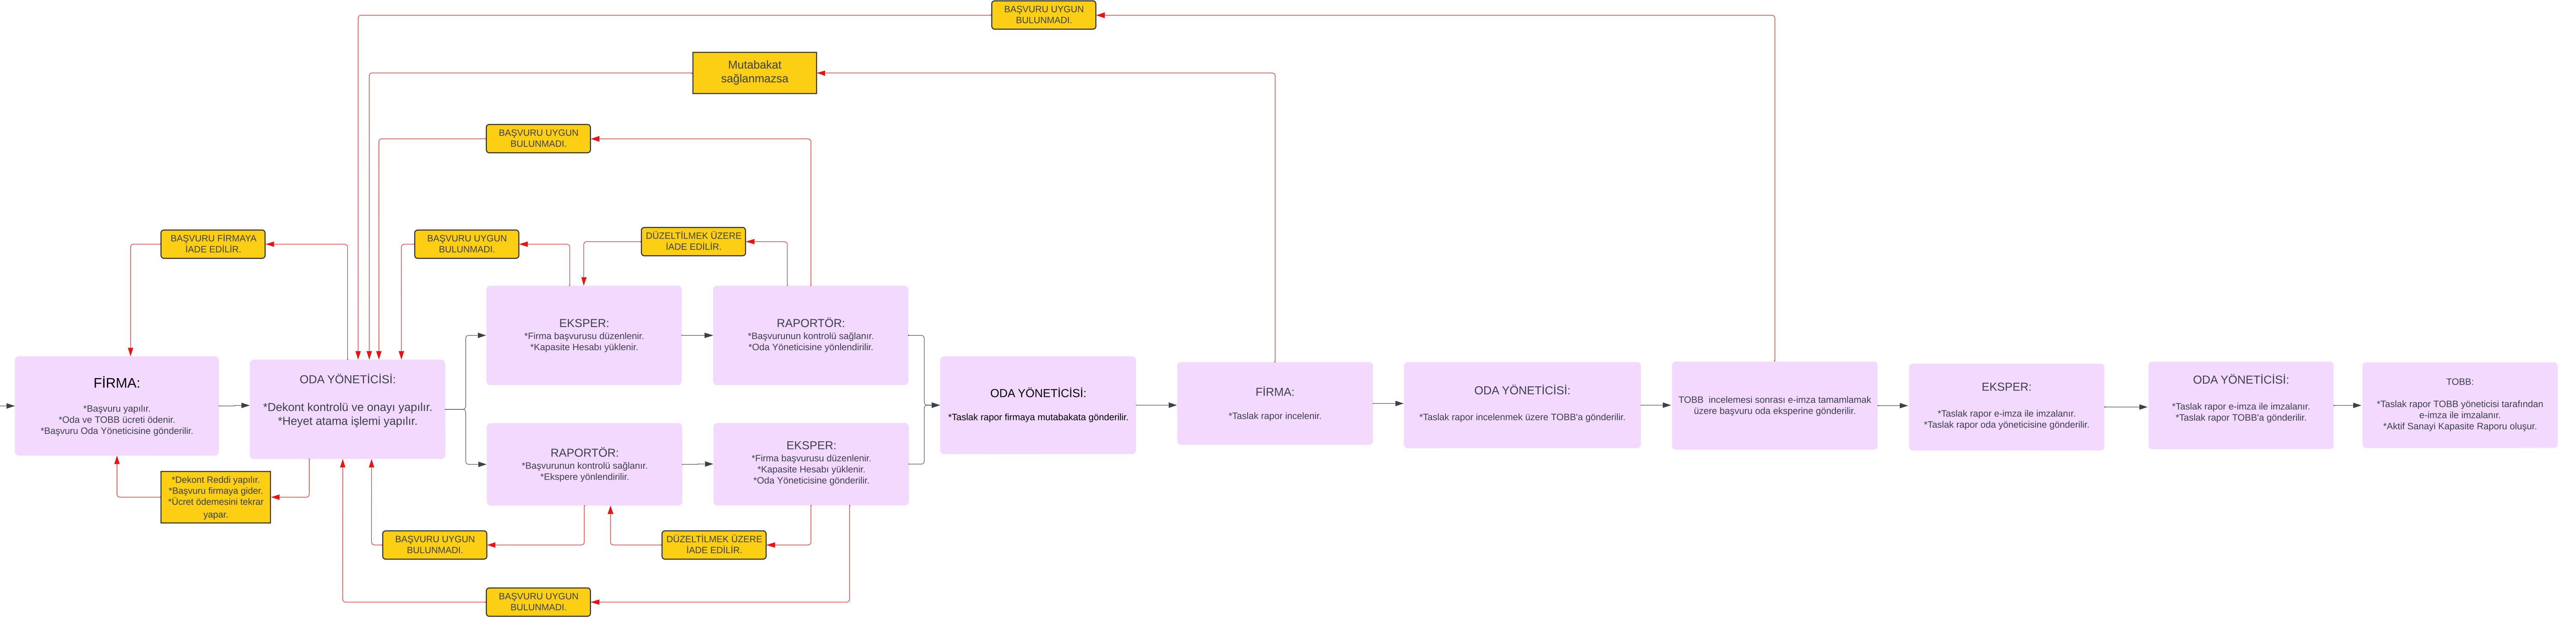 BAŞVURU UYGUN
BULUNMADI.
Mutabakat
sağlanmazsa
BAŞVURU UYGUN
BULUNMADI.
BAŞVURU FİRMAYA
İADE EDİLİR.
BAŞVURU UYGUN
BULUNMADI.
DÜZELTİLMEK ÜZERE
İADE EDİLİR.
FİRMA:
*Başvuru yapılır.
*Oda ve TOBB ücreti ödenir.
*Başvuru Oda Yöneticisine gönderilir.
*Dekont Reddi yapılır.
*Başvuru firmaya gider.
*Ücret ödemesini tekrar
yapar.
ODA YÖNETİCİSİ:
*Dekont kontrolü ve onayı yapılır.
*Heyet atama işlemi yapılır.
EKSPER:
*Firma başvurusu düzenlenir.
*Kapasite Hesabı yüklenir.
RAPORTÖR:
*Başvurunun kontrolü sağlanır.
*Oda Yöneticisine yönlendirilir.
RAPORTÖR:
*Başvurunun kontrolü sağlanır.
*Ekspere yönlendirilir.
EKSPER:
*Firma başvurusu düzenlenir.
*Kapasite Hesabı yüklenir.
*Oda Yöneticisine gönderilir.
BAŞVURU UYGUN
BULUNMADI.
DÜZELTİLMEK ÜZERE
İADE EDİLİR.
BAŞVURU UYGUN
BULUNMADI.
ODA YÖNETİCİSİ:
*Taslak rapor firmaya mutabakata gönderilir.
FİRMA:
*Taslak rapor incelenir.
ODA YÖNETİCİSİ:
*Taslak rapor incelenmek üzere TOBB'a gönderilir.
TOBB incelemesi sonrası e-imza tamamlamak
üzere başvuru oda eksperine gönderilir.
EKSPER:
*Taslak rapor e-imza ile imzalanır.
*Taslak rapor oda yöneticisine gönderilir.
ODA YÖNETİCİSİ:
*Taslak rapor e-imza ile imzalanır.
*Taslak rapor TOBB'a gönderilir.
TOBB:
*Taslak rapor TOBB yöneticisi tarafından
e-imza ile imzalanır.
*Aktif Sanayi Kapasite Raporu oluşur.